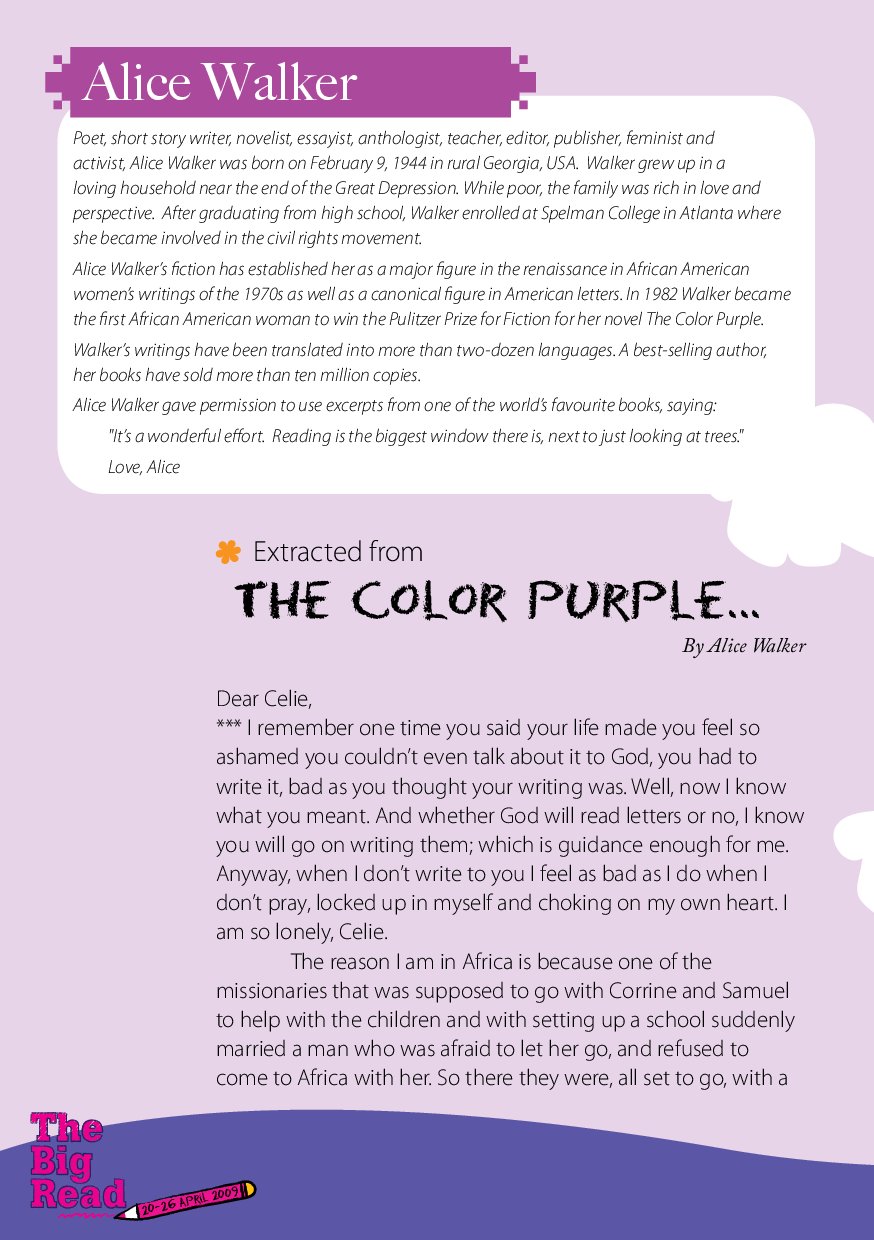 Alice Walker
Poet, short story writer, novelist, essayist, anthologist, teacher, editor, publisher, feminist and
activist, Alice Walker was born on February 9, 1944 in rural Georgia, USA.  Walker grew up in a
loving household near the end of the Great Depression. While poor, the family was rich in love and
perspective.  After graduating from high school, Walker enrolled at Spelman College in Atlanta where
she became involved in the civil rights movement.
Alice Walker’s fiction has established her as a major figure in the renaissance in African American
women’s writings of the 1970s as well as a canonical figure in American letters. In 1982 Walker became
the first African American woman to win the Pulitzer Prize for Fiction for her novel The Color Purple.
Walker’s writings have been translated into more than two-dozen languages. A best-selling author,
her books have sold more than ten million copies.
Alice Walker gave permission to use excerpts from one of the world’s favourite books, saying:
"It’s a wonderful effort.  Reading is the biggest window there is, next to just looking at trees."
Love, Alice
Extracted from
THE COLOR PURPLE...
By Alice Walker
Dear Celie,
*** I remember one time you said your life made you feel so
ashamed you couldn’t even talk about it to God, you had to
write it, bad as you thought your writing was. Well, now I know
what you meant. And whether God will read letters or no, I know
you will go on writing them; which is guidance enough for me.
Anyway, when I don’t write to you I feel as bad as I do when I
don’t pray, locked up in myself and choking on my own heart. I
am so lonely, Celie.
The reason I am in Africa is because one of the
missionaries that was supposed to go with Corrine and Samuel
to help with the children and with setting up a school suddenly
married a man who was afraid to let her go, and refused to
come to Africa with her. So there they were, all set to go, with a
The
Big
Read
20-26 APRIL 2009